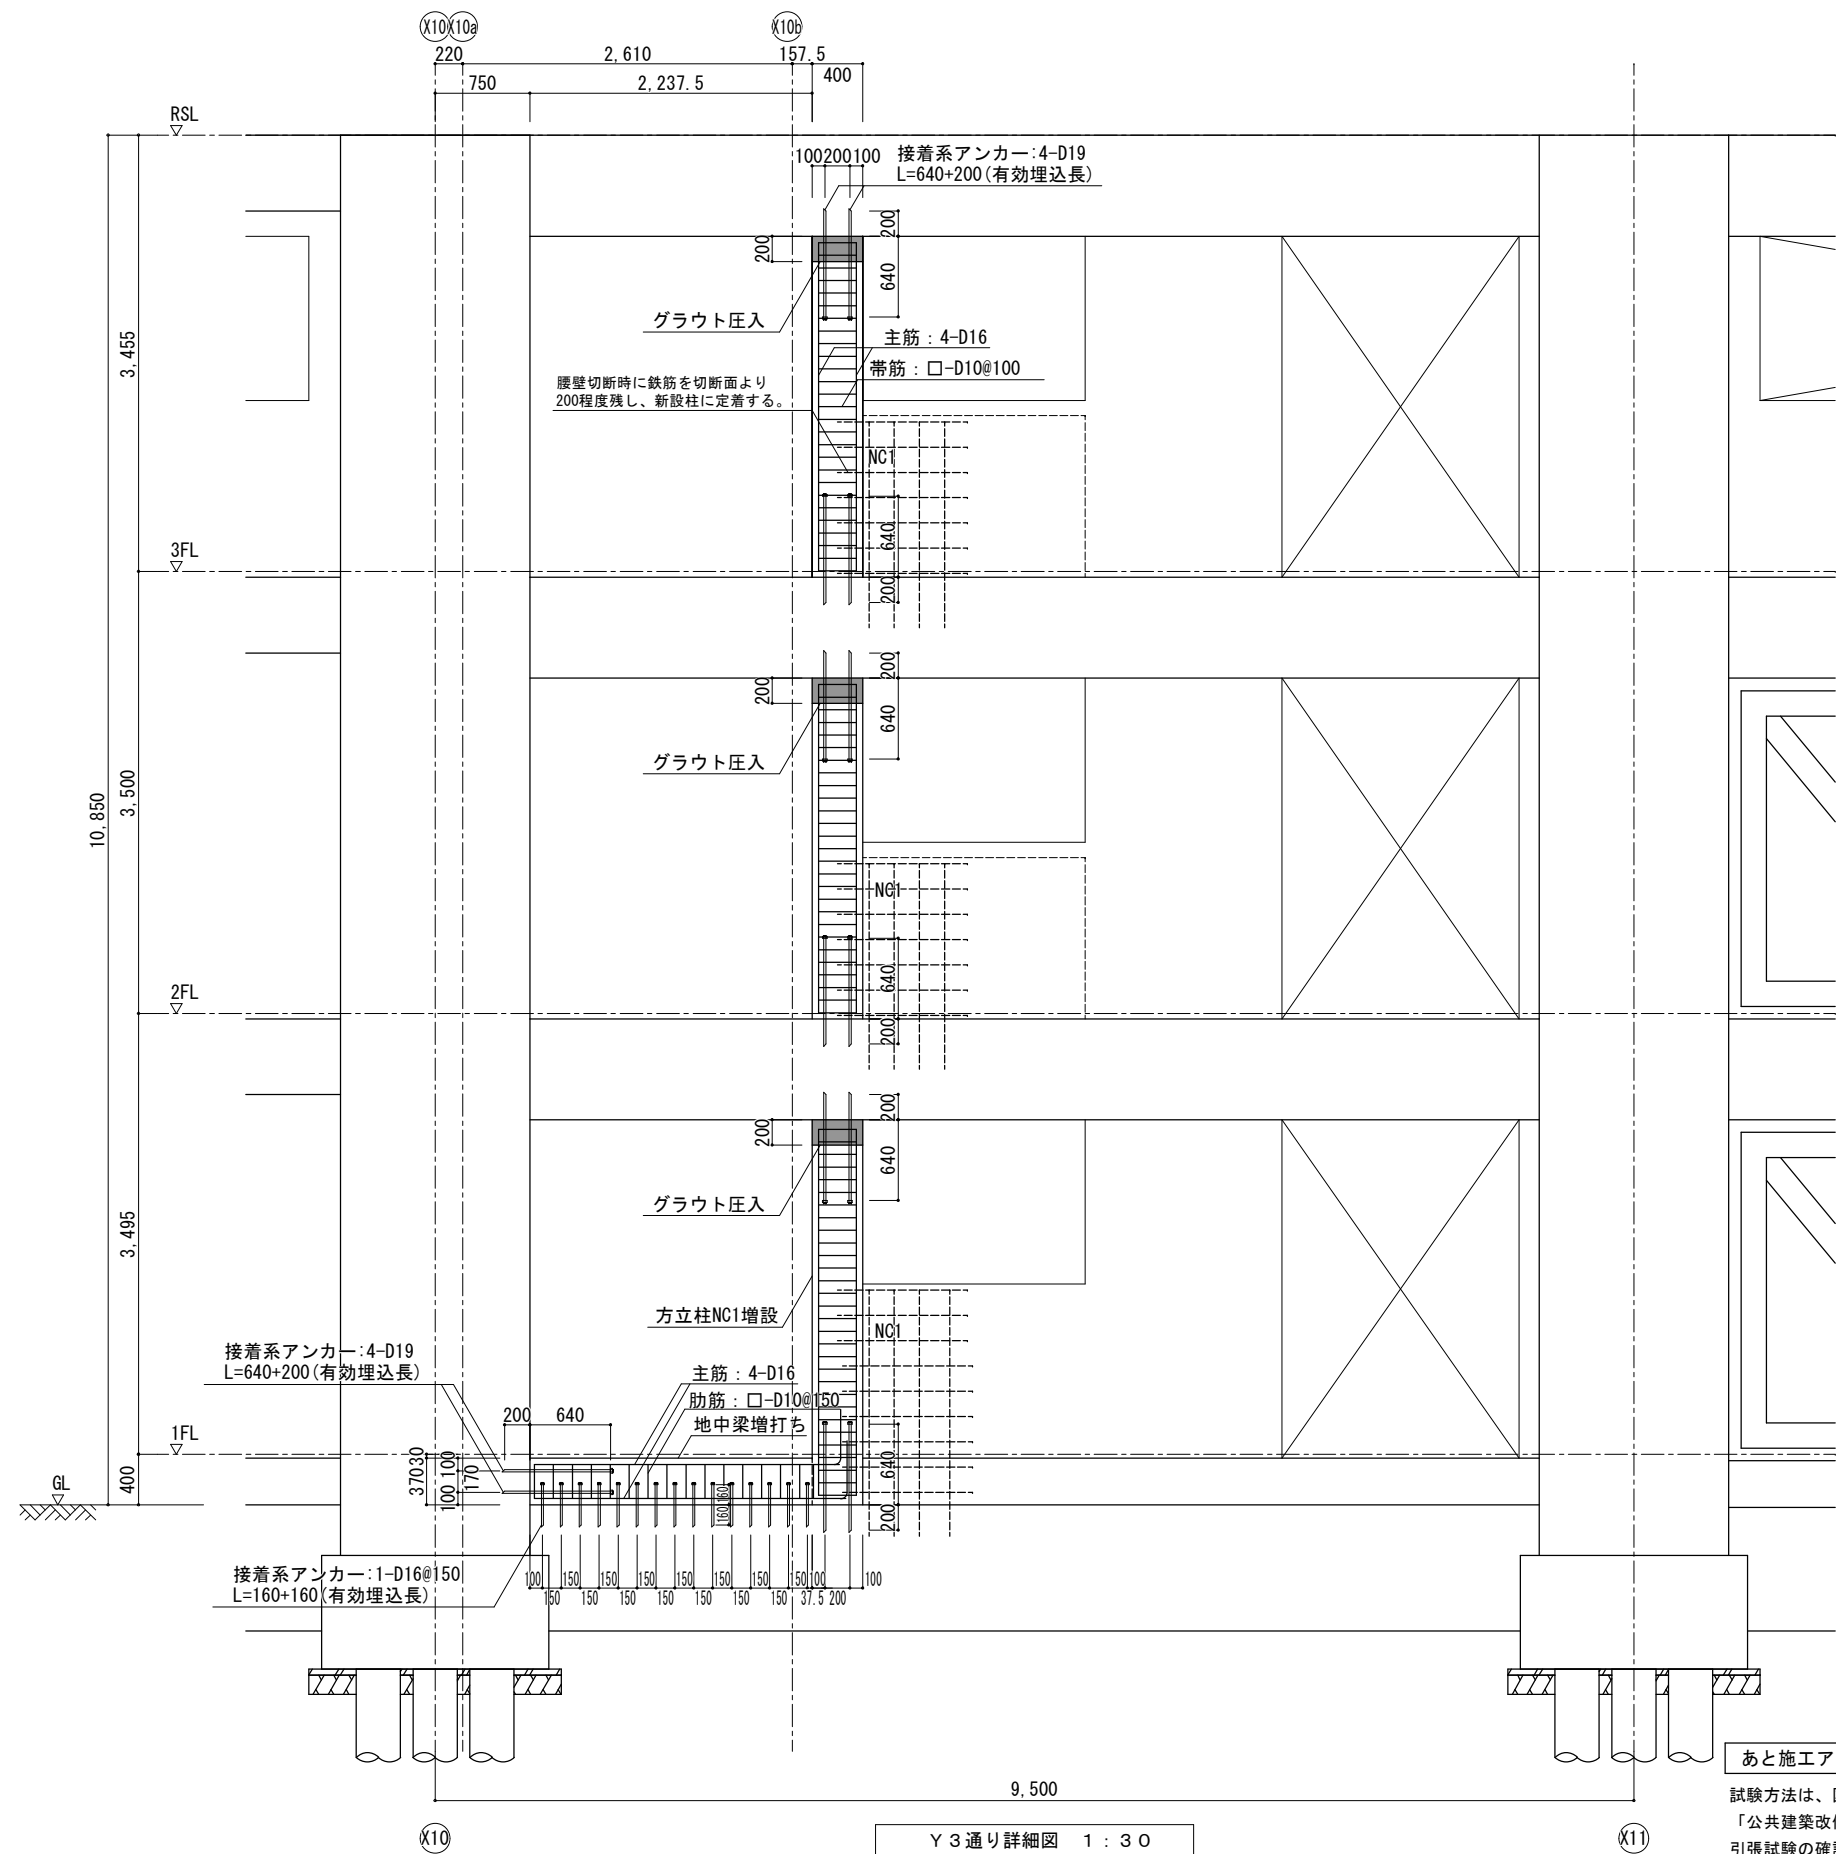 X10 X10a X10b
220 2,610 157.5
400
750 2,237.5
RSL
100 200 100
接着系アンカー:4-D19
L=640+200(有効埋込長)
200
200
640
グラウト圧入
主筋：4-D16
帯筋：口-D10@100
腰壁切断時に鉄筋を切断面より
200程度残し、新設柱に定着する。
3,455
NC1
640
3FL
200
200
200
640
グラウト圧入
3,500
10,850
NC1
640
2FL
200
200
200
640
グラウト圧入
3,495
方立柱NC1増設
NC1
接着系アンカー:4-D19
L=640+200(有効埋込長)
主筋：4-D16
肋筋：口-D10@150
地中梁増打ち
200 640
1FL
640
GL
400
370 30
100 100
170
160 160
200
接着系アンカー:1-D16@150
L=160+160(有効埋込長)
100 150 150 150 150 150 150 150 100 100
150 150 150 150 150 150 150 37.5 200
9,500
X10 X11
Ｙ３通り詳細図　１：３０
あと施工ア
試験方法は、
「公共建築改
引張試験の確